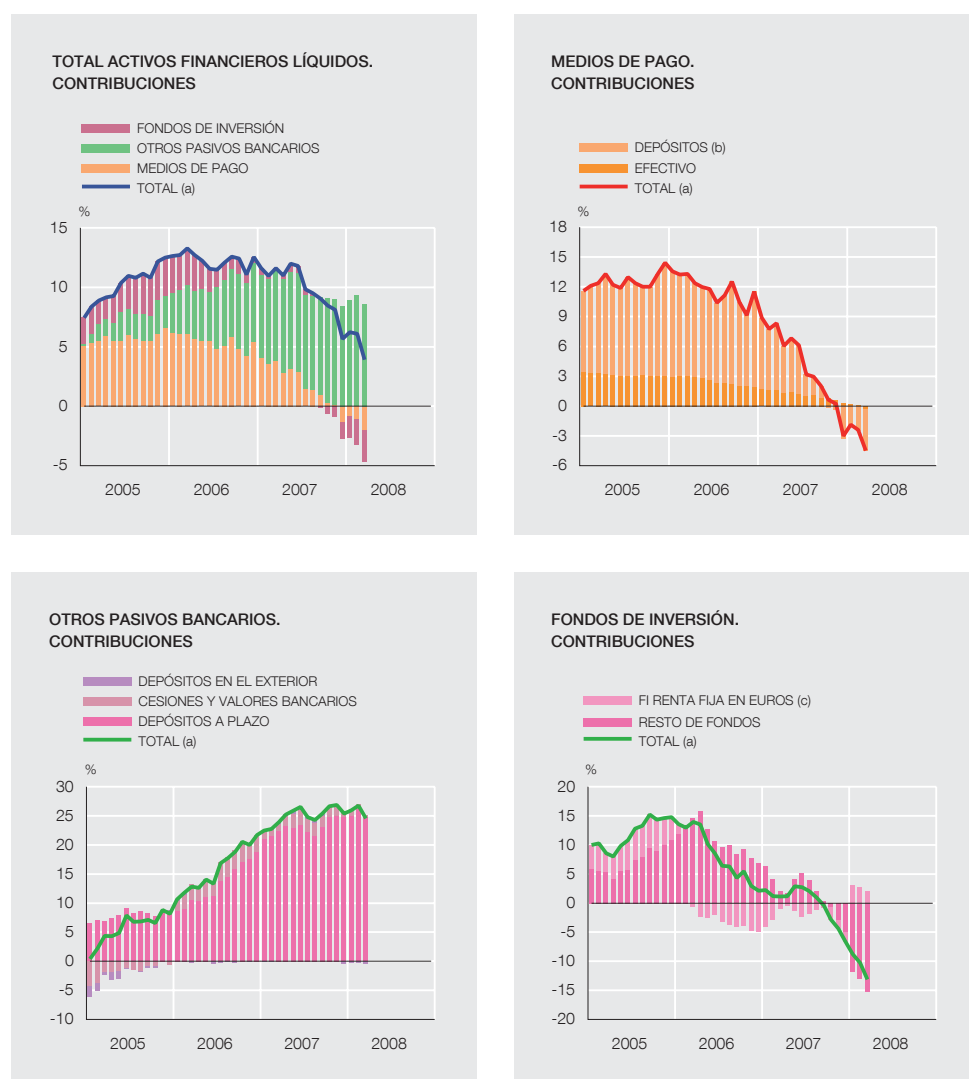 TOTAL ACTIVOS FINANCIEROS LÍQUIDOS.
CONTRIBUCIONES
FONDOS DE INVERSIÓN
OTROS PASIVOS BANCARIOS
MEDIOS DE PAGO
TOTAL (a)
%
15
10
5
0
-5
2005 2006 2007 2008
MEDIOS DE PAGO.
CONTRIBUCIONES
DEPÓSITOS (b)
EFECTIVO
TOTAL (a)
%
18
15
12
9
6
3
0
-3
-6
2005 2006 2007 2008
OTROS PASIVOS BANCARIOS.
CONTRIBUCIONES
DEPÓSITOS EN EL EXTERIOR
CESIONES Y VALORES BANCARIOS
DEPÓSITOS A PLAZO
TOTAL (a)
%
30
25
20
15
10
5
0
-5
-10
2005 2006 2007 2008
FONDOS DE INVERSIÓN.
CONTRIBUCIONES
FI RENTA FIJA EN EUROS (c)
RESTO DE FONDOS
TOTAL (a)
%
20
15
10
5
0
-5
-10
-15
-20
2005 2006 2007 2008